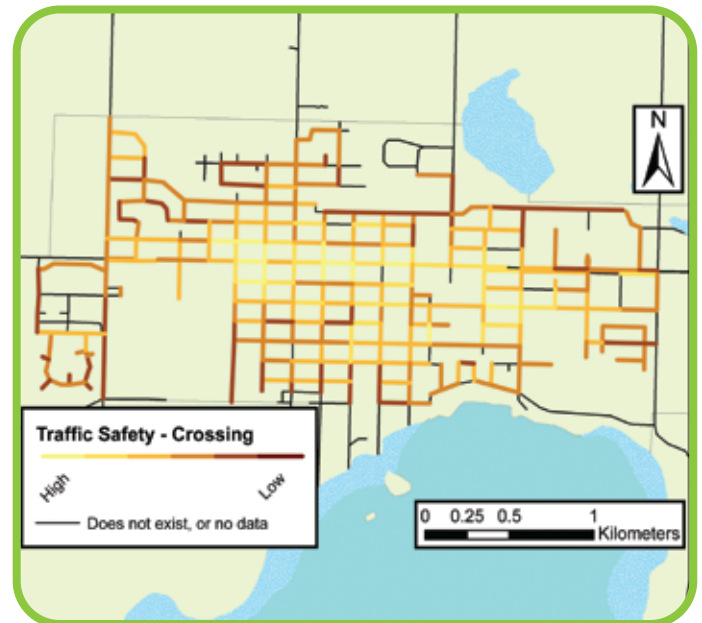 N
Traffic Safety - Crossing
High
Low
Does not exist, or no data
0 0.25 0.5 1
Kilometers